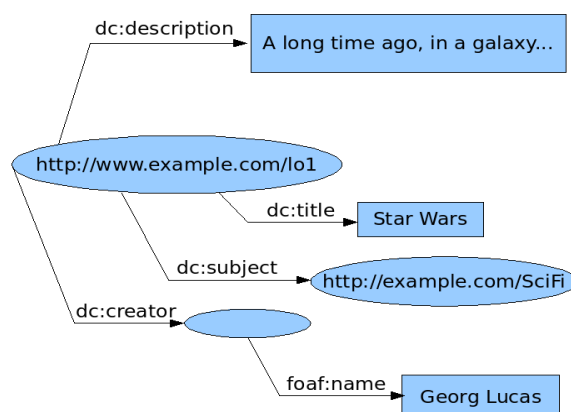 dc:description
A long time ago, in a galaxy...
http://www.example.com/lo1
dc:title
Star Wars
dc:subject
http://example.com/SciFi
dc:creator
foaf:name
Georg Lucas